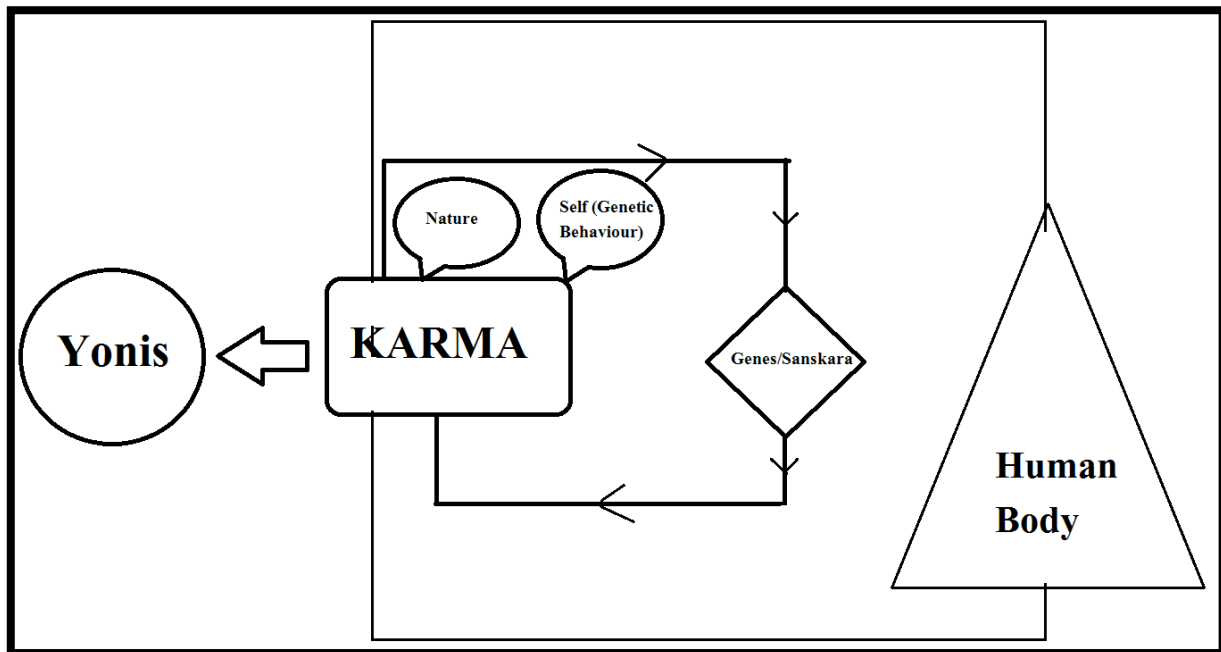 Nature
Self (Genetic
Behaviour)
Yonis
KARMA
Genes/Sanskara
Human
Body